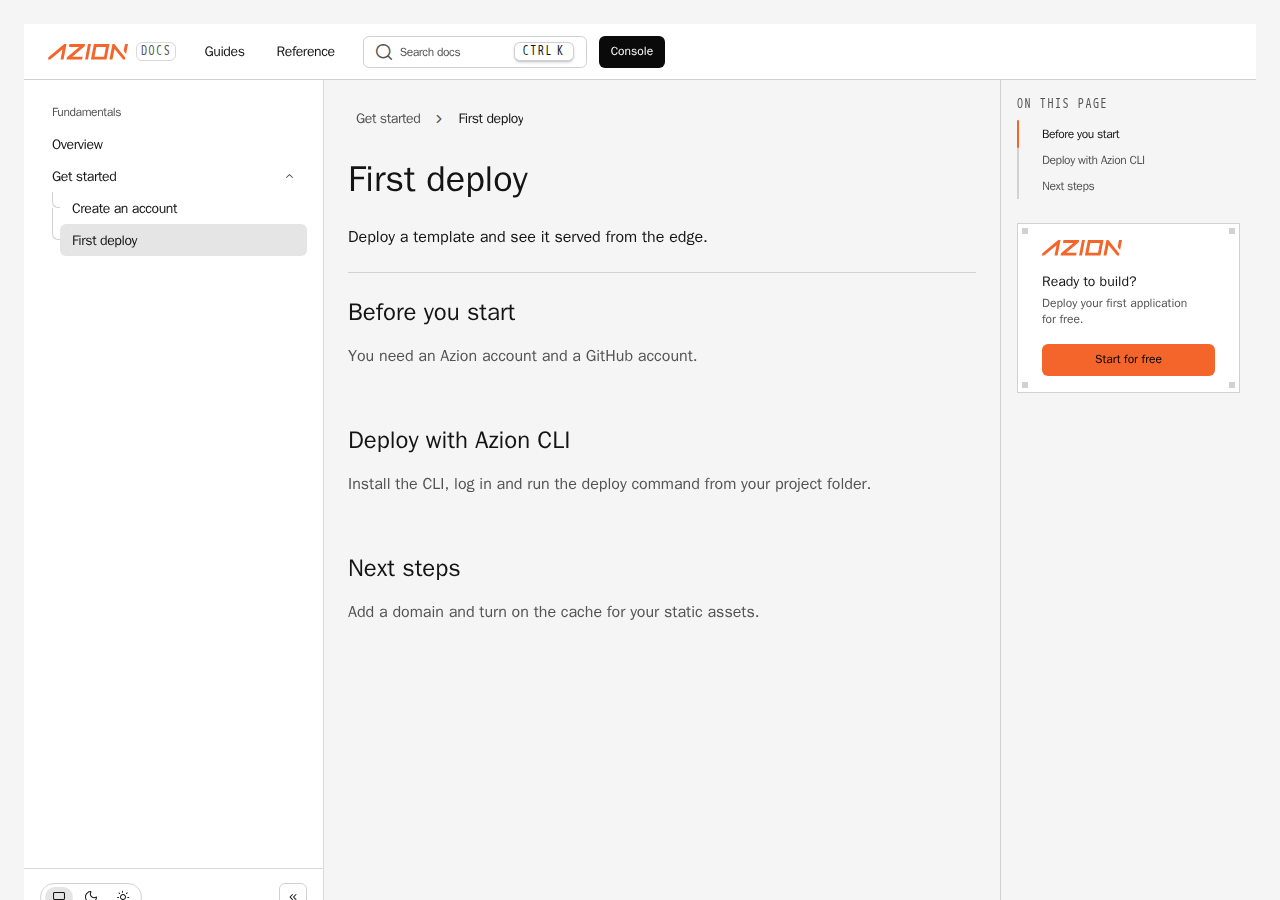 AZION DOCS Guides Reference Search docs CTRL K Console
Fundamentals
Overview
Get started
Create an account
First deploy
Get started First deploy
First deploy
Deploy a template and see it served from the edge.
Before you start
You need an Azion account and a GitHub account.
Deploy with Azion CLI
Install the CLI, log in and run the deploy command from your project folder.
Next steps
Add a domain and turn on the cache for your static assets.
ON THIS PAGE
Before you start
Deploy with Azion CLI
Next steps
AZION
Ready to build?
Deploy your first application
for free.
Start for free